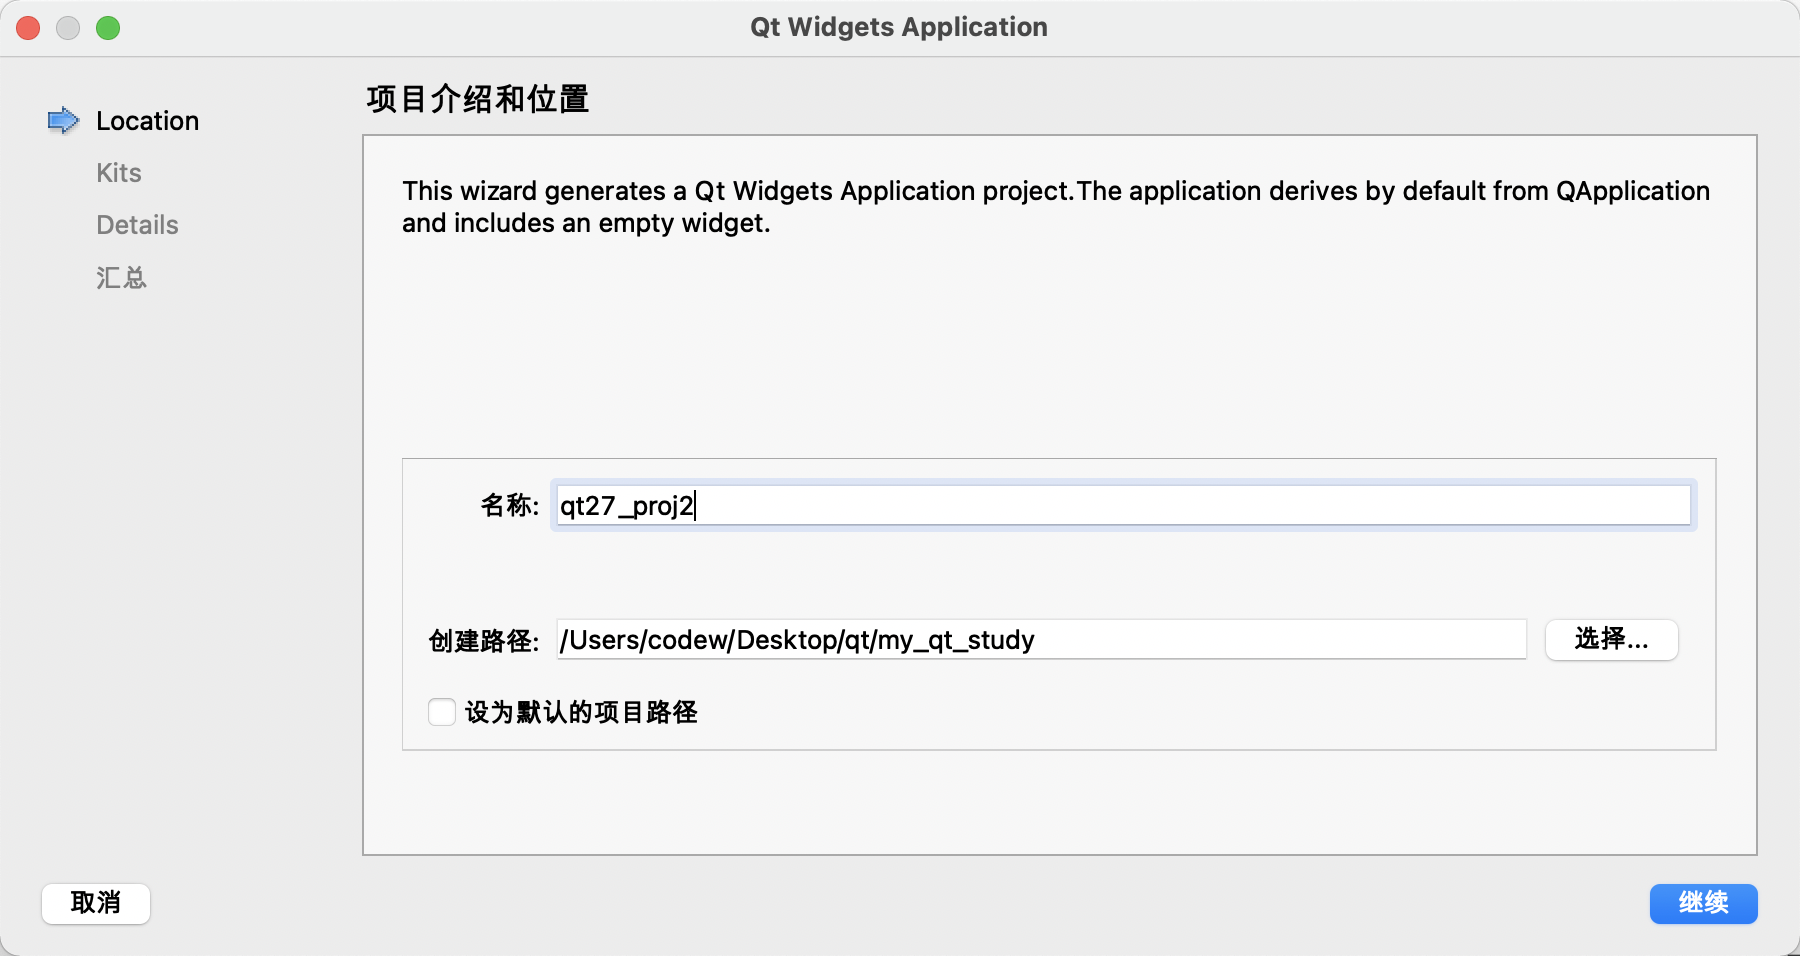 Qt Widgets Application
Location
Kits
Details
汇总
项目介绍和位置
This wizard generates a Qt Widgets Application project.The application derives by default from QApplication
and includes an empty widget.
名称: qt27_proj2
创建路径: /Users/codew/Desktop/qt/my_qt_study 选择...
设为默认的项目路径
取消 继续